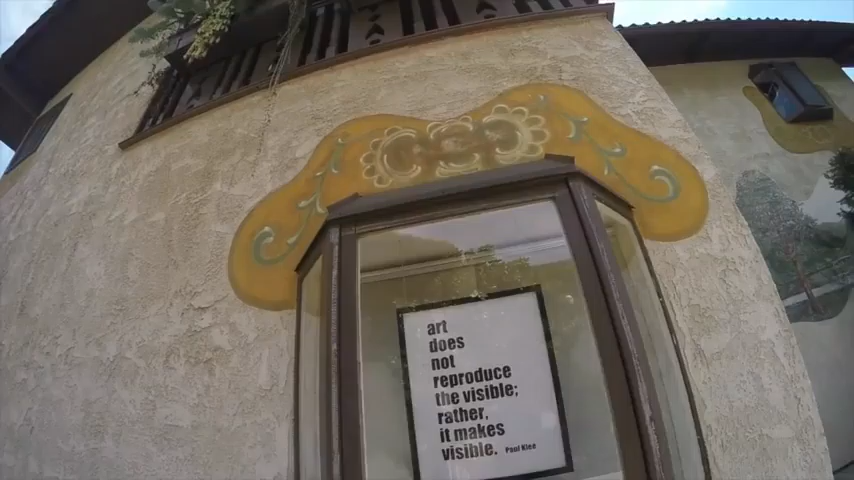 art
does
not
reproduce
the visible;
rather,
it makes
visible. Paul Klee